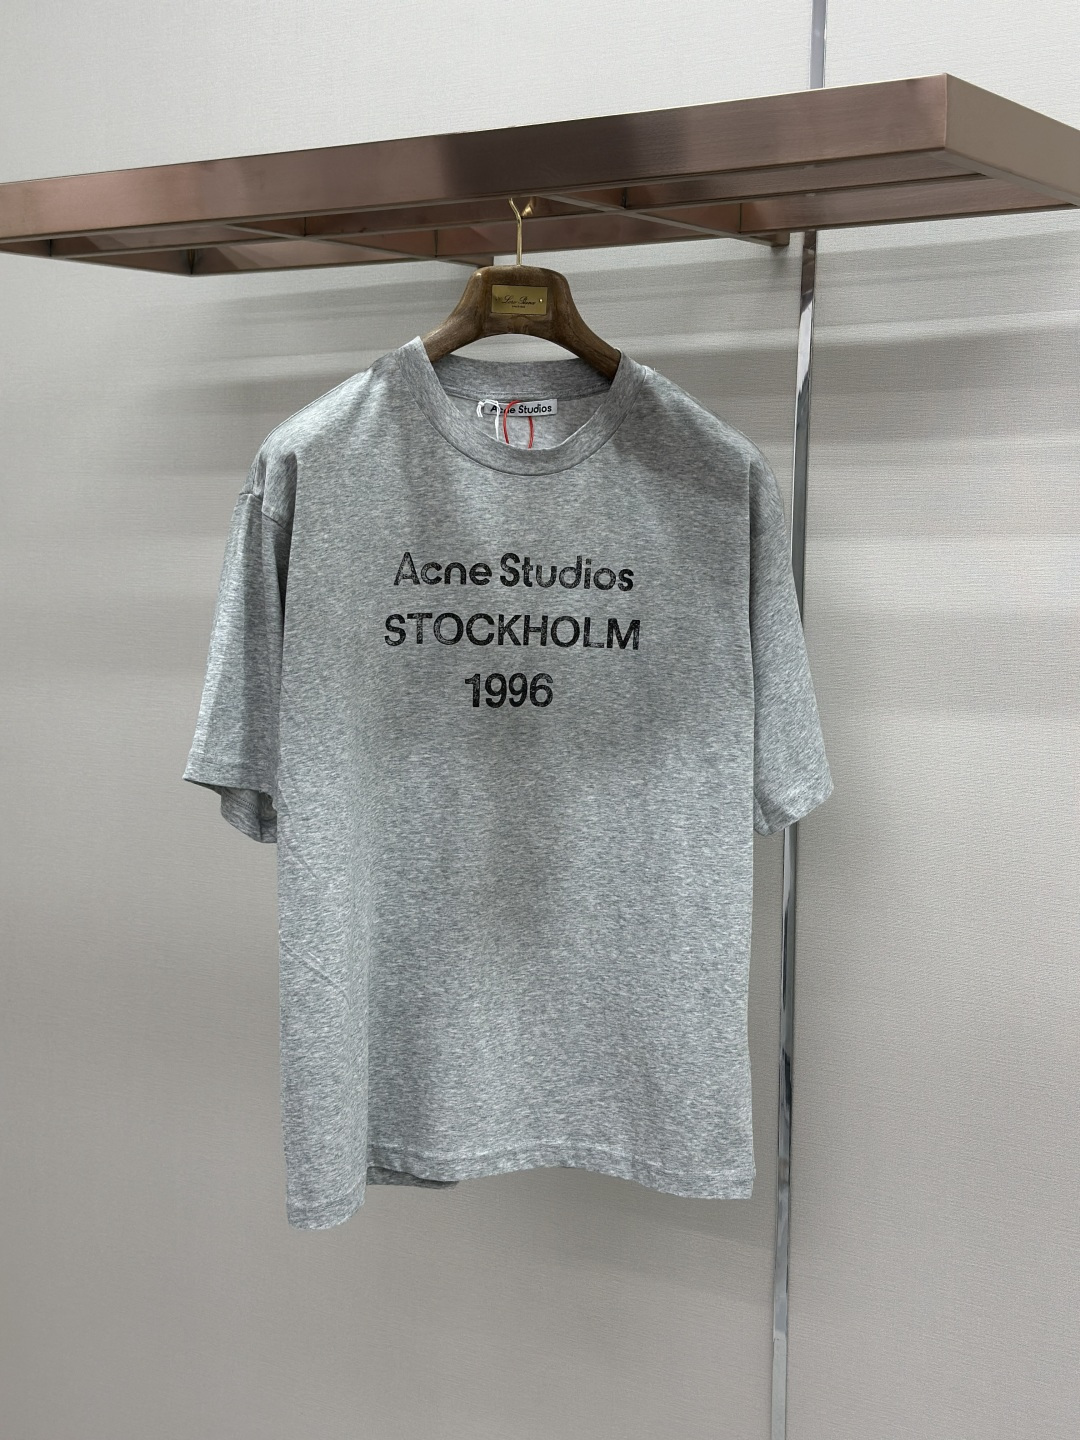 Acne Studios
Acne Studios
STOCKHOLM
1996